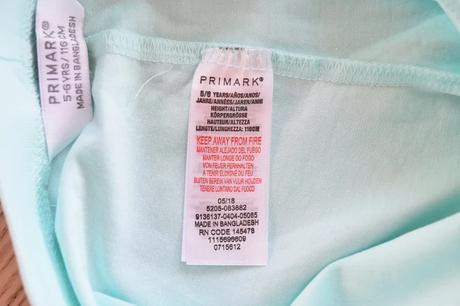 PRIMARK®
5-6 YRS / 116CM
MADE IN BANGLADESH
PRIMARK®
5/6 YEARS/AÑOS/ANOS/
JAHRE/ANNÉES/JAREN/ANNI
HEIGHT/ALTURA
KÖRPERGRÖSSE
HAUTEUR/ALTEZZA
LENGTE/LUNGHEZZA: 116CM
KEEP AWAY FROM FIRE
MANTENER ALEJADO DEL FUEGO
MANTER LONGE DO FOGO
VON FEUER FERNHALTEN
A TENIR ELOIGNE DU FEU
BUITEN BEREIK VAN VUUR HOUDEN
TENERE LONTANO DAL FUOCO
05/18
5205-083682
9136137-0404-05065
MADE IN BANGLADESH
RN CODE 145478
1115696609
0715612